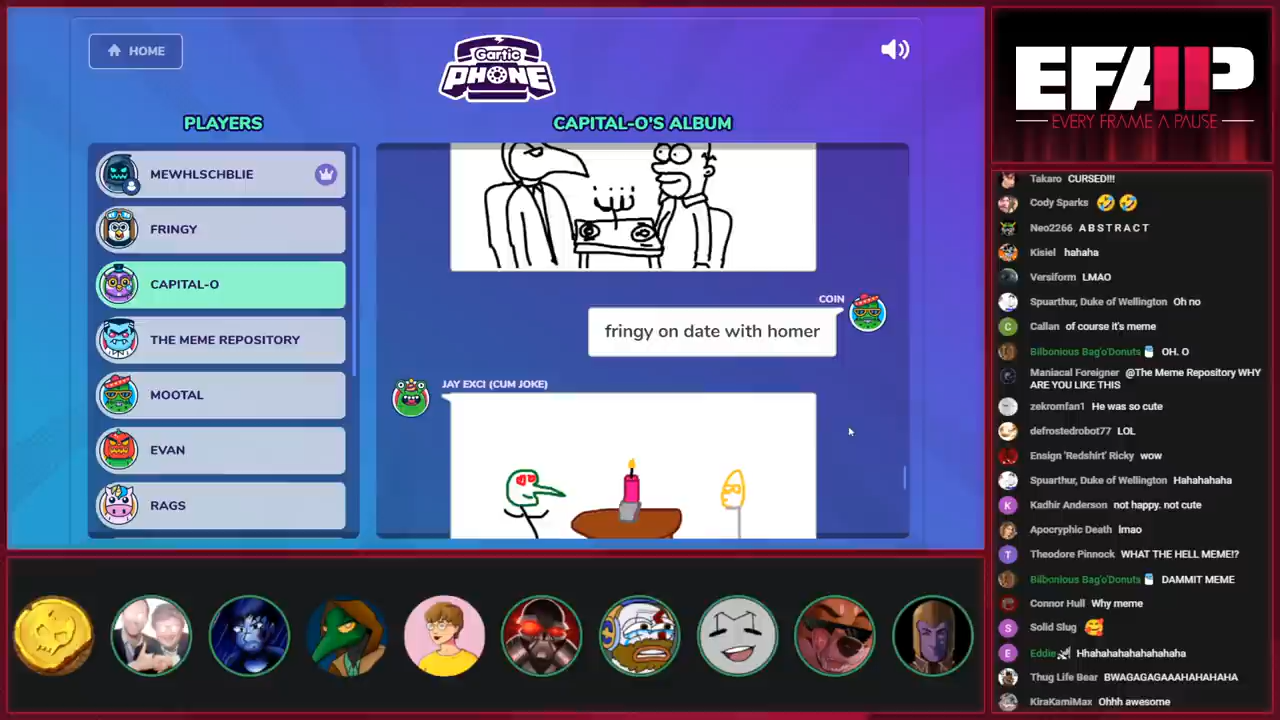 HOME
Gartic
PHONE
PLAYERS
CAPITAL-O'S ALBUM
MEWHLSCHBLIE
FRINGY
CAPITAL-O
THE MEME REPOSITORY
MOOTAL
EVAN
RAGS
COIN
fringy on date with homer
JAY EXCI (CUM JOKE)
EFAP
EVERY FRAME A PAUSE
Takaro CURSED!!!
Cody Sparks 🤣 🤣
Neo2266 A B S T R A C T
Kisiel hahaha
Versiform LMAO
Spuarthur, Duke of Wellington Oh no
Callan of course it's meme
Bilbonious Bag'o'Donuts OH. O
Maniacal Foreigner @The Meme Repository WHY
ARE YOU LIKE THIS
zekromfan1 He was so cute
defrostedrobot77 LOL
Ensign 'Redshirt' Ricky wow
Spuarthur, Duke of Wellington Hahahahaha
Kadhir Anderson not happy. not cute
Apocryphic Death lmao
Theodore Pinnock WHAT THE HELL MEME!?
Bilbonious Bag'o'Donuts DAMMIT MEME
Connor Hull Why meme
Solid Slug 🥰
Eddie Hhahahahahahahaha
Thug Life Bear BWAGAGAGAAAHAHAHAHA
KiraKamiMax Ohhh awesome